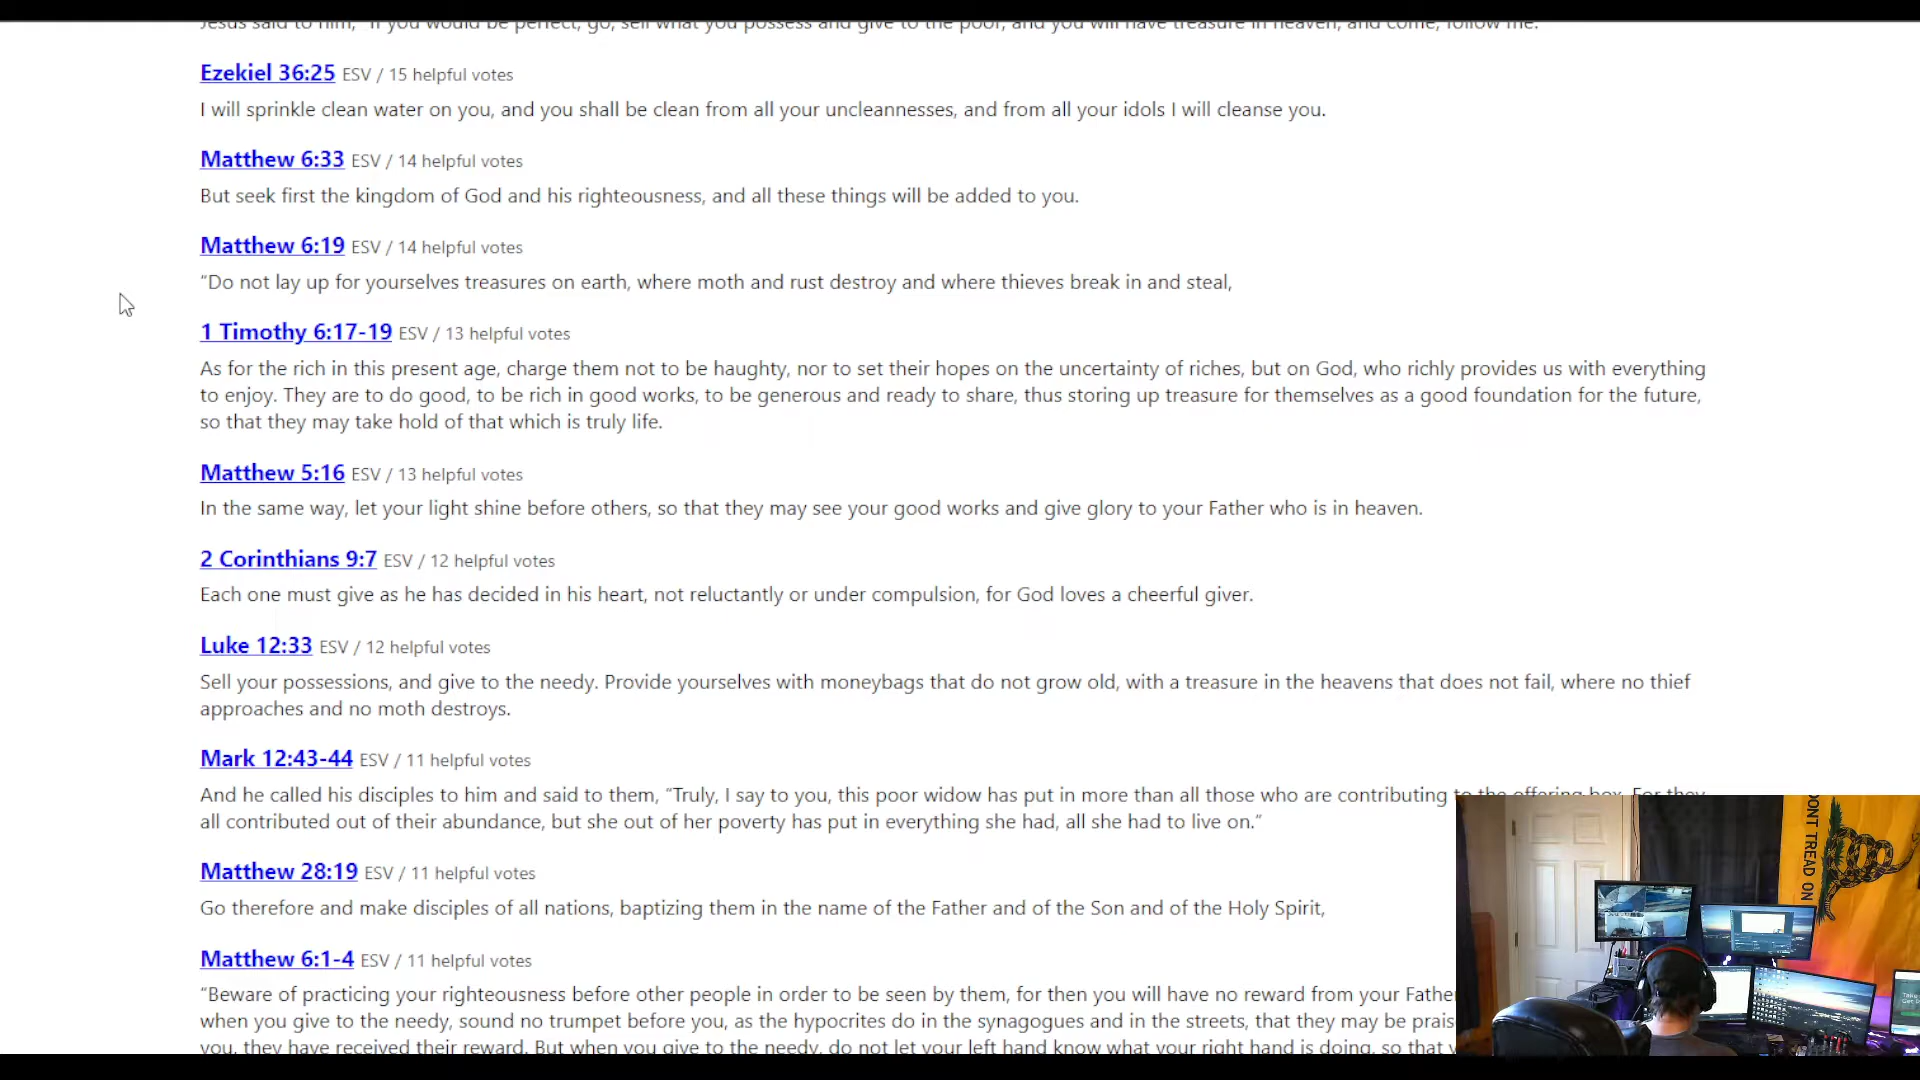 Jesus said to him, “If you would be perfect, go, sell what you possess and give to the poor, and you will have treasure in heaven; and come, follow me.”
Ezekiel 36:25 ESV / 15 helpful votes
I will sprinkle clean water on you, and you shall be clean from all your uncleannesses, and from all your idols I will cleanse you.
Matthew 6:33 ESV / 14 helpful votes
But seek first the kingdom of God and his righteousness, and all these things will be added to you.
Matthew 6:19 ESV / 14 helpful votes
“Do not lay up for yourselves treasures on earth, where moth and rust destroy and where thieves break in and steal,
1 Timothy 6:17-19 ESV / 13 helpful votes
As for the rich in this present age, charge them not to be haughty, nor to set their hopes on the uncertainty of riches, but on God, who richly provides us with everything
to enjoy. They are to do good, to be rich in good works, to be generous and ready to share, thus storing up treasure for themselves as a good foundation for the future,
so that they may take hold of that which is truly life.
Matthew 5:16 ESV / 13 helpful votes
In the same way, let your light shine before others, so that they may see your good works and give glory to your Father who is in heaven.
2 Corinthians 9:7 ESV / 12 helpful votes
Each one must give as he has decided in his heart, not reluctantly or under compulsion, for God loves a cheerful giver.
Luke 12:33 ESV / 12 helpful votes
Sell your possessions, and give to the needy. Provide yourselves with moneybags that do not grow old, with a treasure in the heavens that does not fail, where no thief
approaches and no moth destroys.
Mark 12:43-44 ESV / 11 helpful votes
And he called his disciples to him and said to them, “Truly, I say to you, this poor widow has put in more than all those who are contributing to the offering box. For they
all contributed out of their abundance, but she out of her poverty has put in everything she had, all she had to live on.”
Matthew 28:19 ESV / 11 helpful votes
Go therefore and make disciples of all nations, baptizing them in the name of the Father and of the Son and of the Holy Spirit,
Matthew 6:1-4 ESV / 11 helpful votes
“Beware of practicing your righteousness before other people in order to be seen by them, for then you will have no reward from your Father
when you give to the needy, sound no trumpet before you, as the hypocrites do in the synagogues and in the streets, that they may be prais
you, they have received their reward. But when you give to the needy, do not let your left hand know what your right hand is doing, so that
DONT TREAD ON